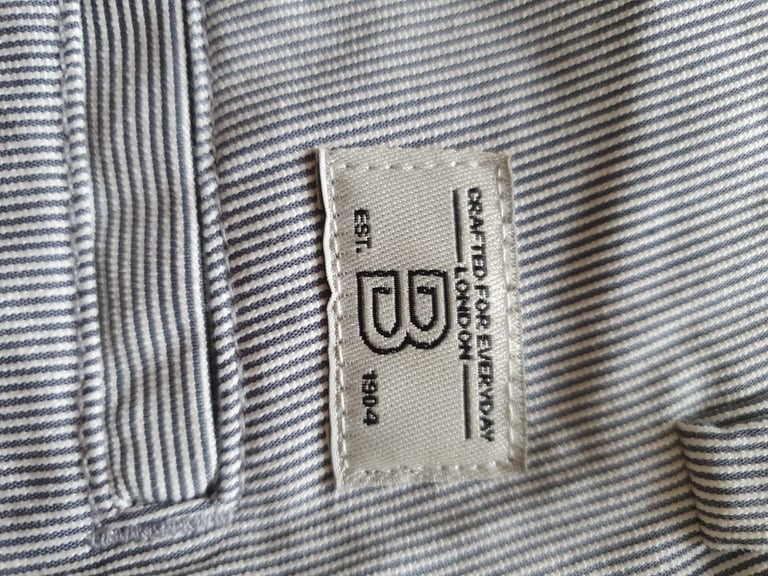 CRAFTED FOR EVERYDAY
LONDON
EST. B 1904